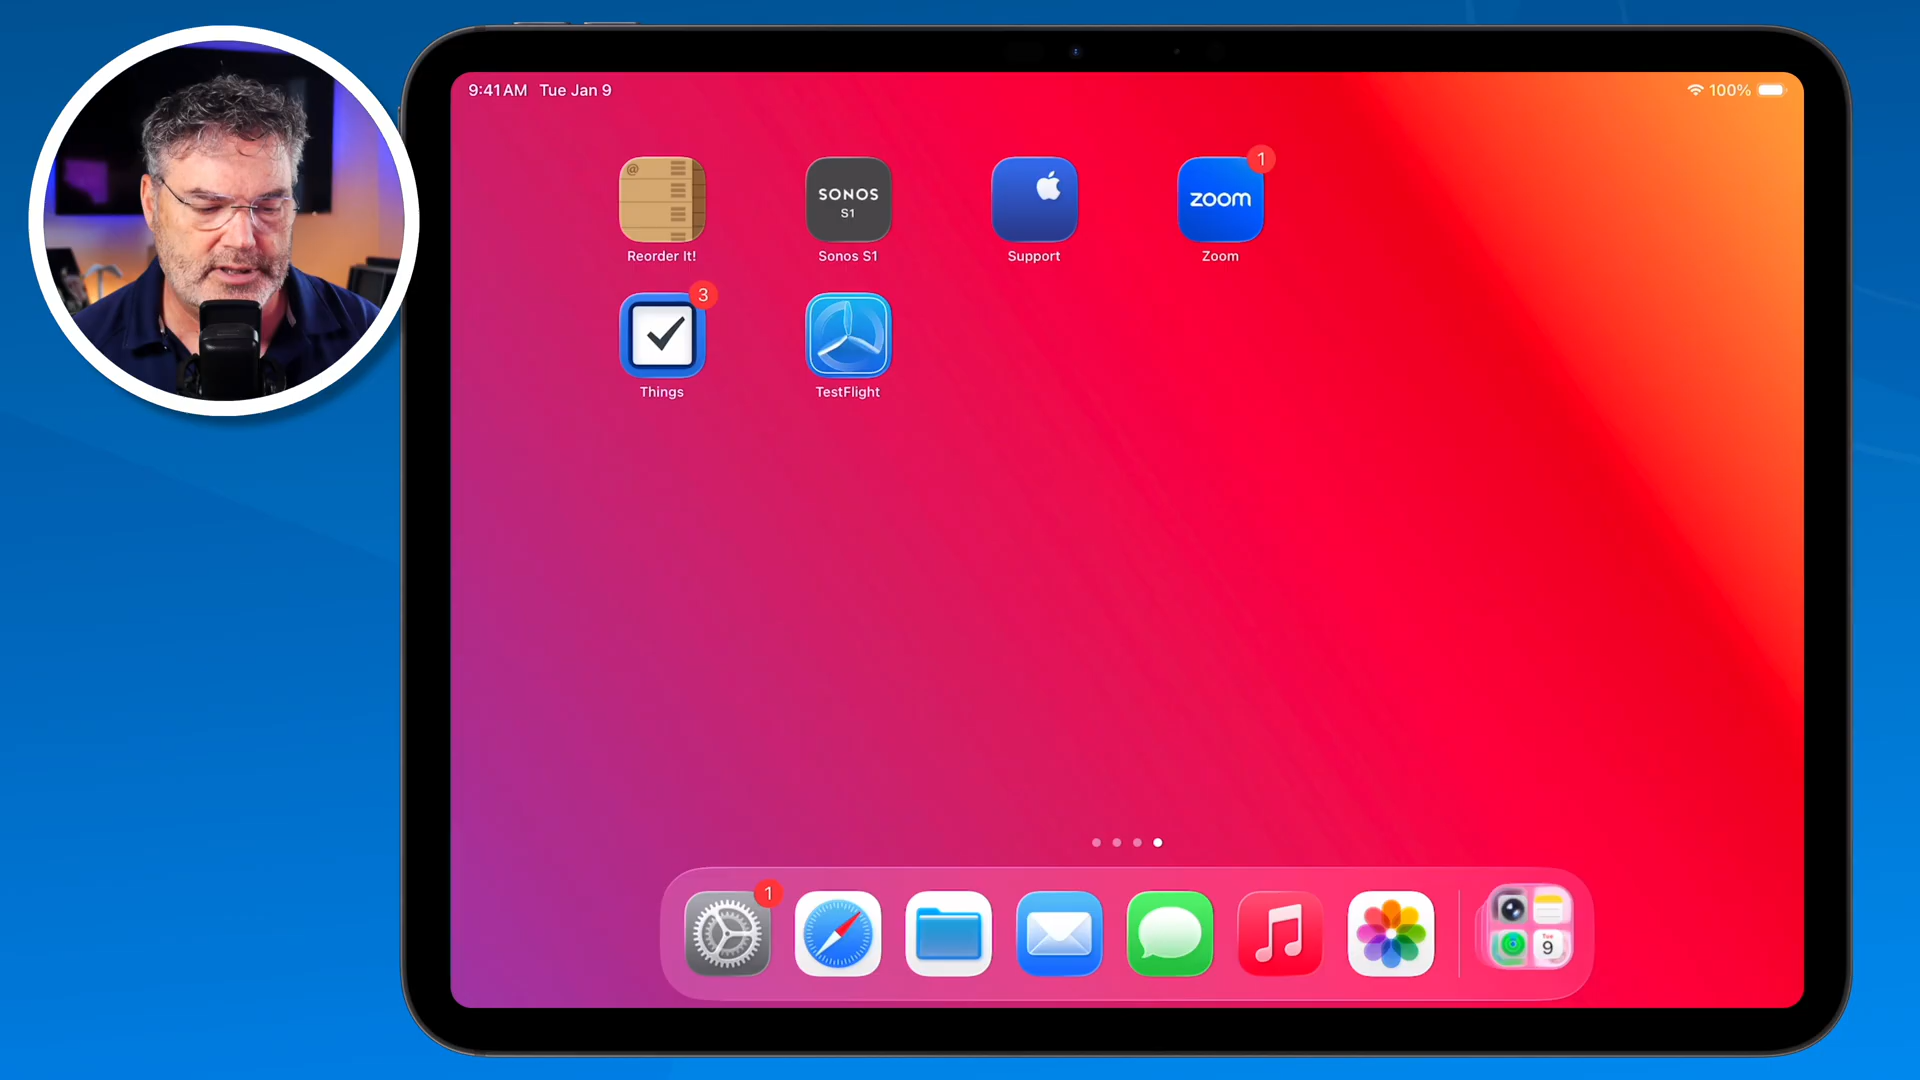 9:41 AM Tue Jan 9
100%
@
SONOS
S1
zoom
1
Reorder It!
Sonos S1
Support
Zoom
3
Things
TestFlight
1
Tue
9